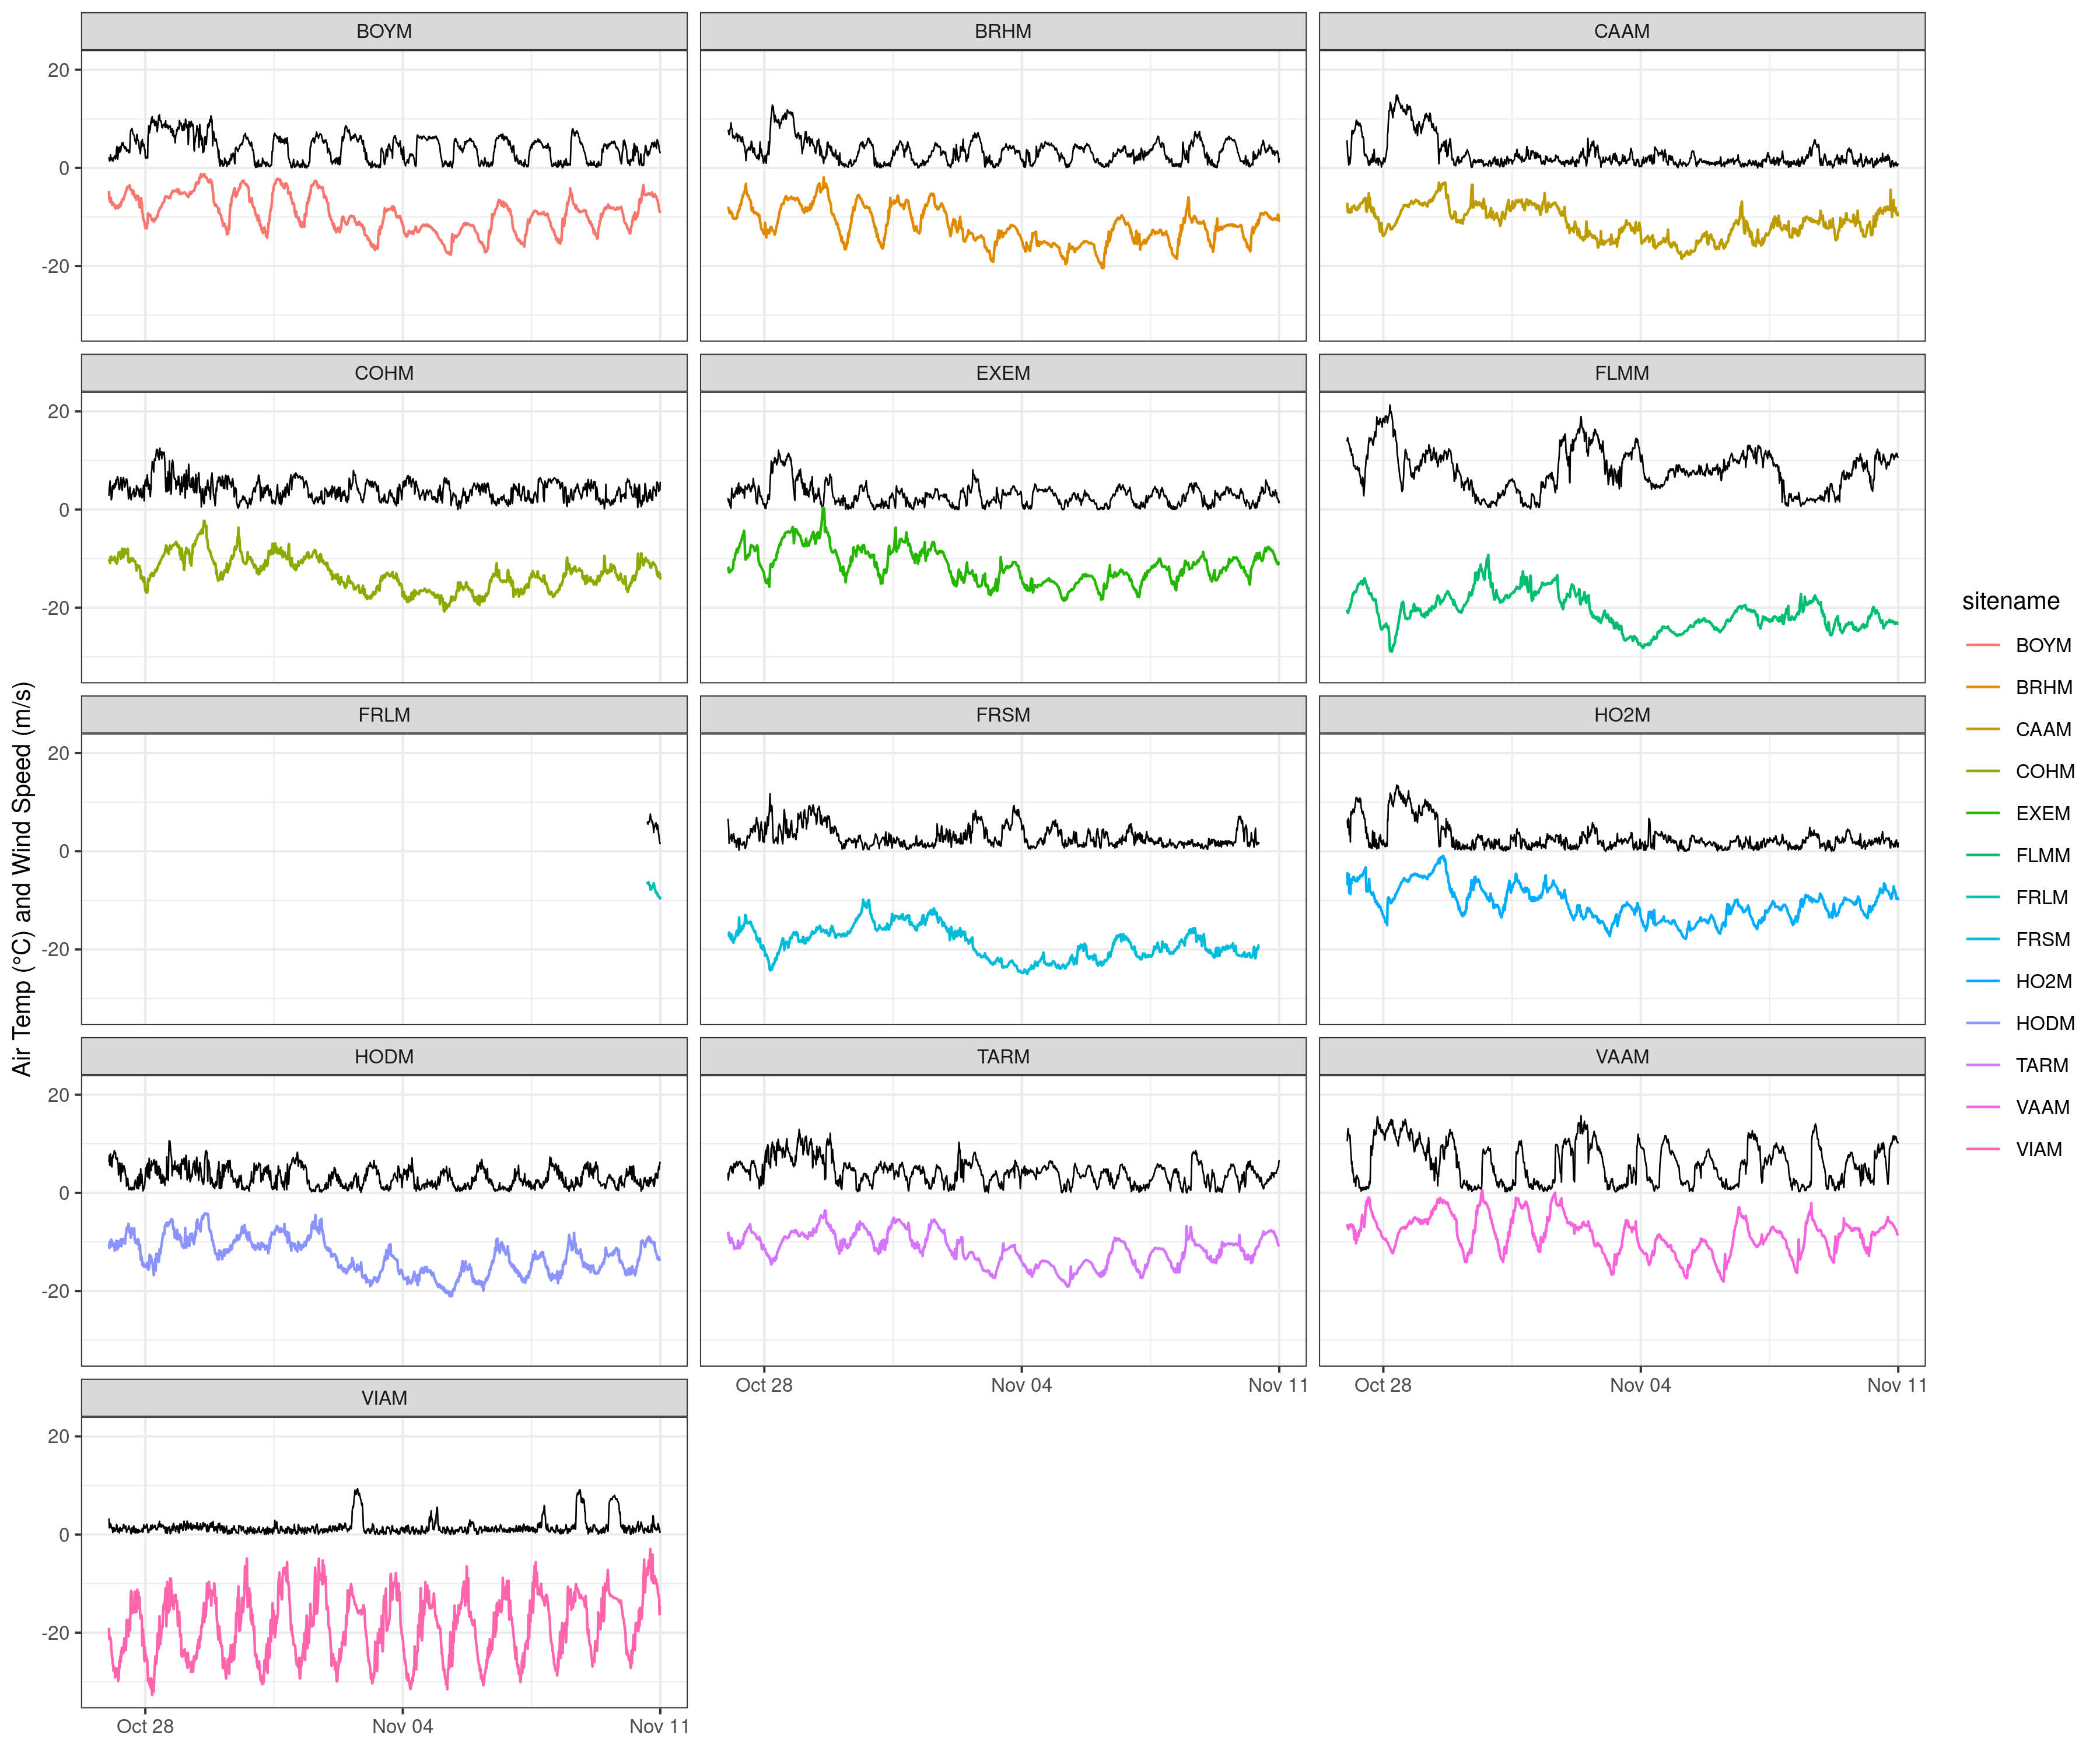 BOYM
BRHM
CAAM
20
0
-20
COHM
EXEM
FLMM
20
0
-20
FRLM
FRSM
HO2M
20
0
-20
HODM
TARM
VAAM
20
0
-20
Oct 28
Nov 04
Nov 11
Oct 28
Nov 04
Nov 11
VIAM
20
0
-20
Oct 28
Nov 04
Nov 11
Air Temp (°C) and Wind Speed (m/s)
sitename
BOYM
BRHM
CAAM
COHM
EXEM
FLMM
FRLM
FRSM
HO2M
HODM
TARM
VAAM
VIAM